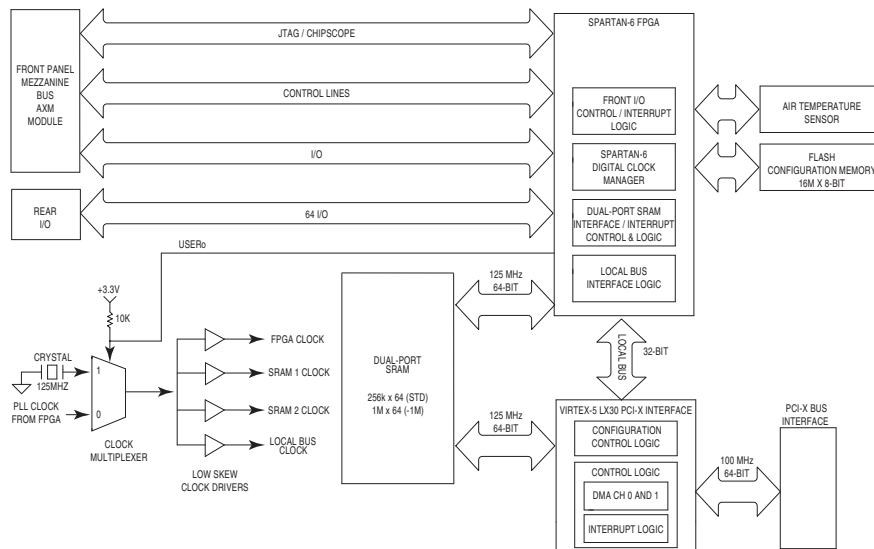 JTAG / CHIPSCOPE
SPARTAN-6 FPGA
FRONT PANEL
MEZZANINE
BUS
AXM
MODULE
CONTROL LINES
FRONT I/O
CONTROL / INTERRUPT
LOGIC
AIR TEMPERATURE
SENSOR
I/O
SPARTAN-6
DIGITAL CLOCK
MANAGER
FLASH
CONFIGURATION MEMORY
16M X 8-BIT
REAR
I/O
64 I/O
DUAL-PORT SRAM
INTERFACE / INTERRUPT
CONTROL & LOGIC
USERo
LOCAL BUS
INTERFACE LOGIC
+3.3V
10K
125 MHz
64-BIT
CRYSTAL
125MHZ
1
0
PLL CLOCK
FROM FPGA
CLOCK
MULTIPLEXER
FPGA CLOCK
SRAM 1 CLOCK
SRAM 2 CLOCK
LOCAL BUS
CLOCK
LOW SKEW
CLOCK DRIVERS
DUAL-PORT
SRAM
256k x 64 (STD)
1M x 64 (-1M)
LOCAL BUS
32-BIT
125 MHz
64-BIT
VIRTEX-5 LX30 PCI-X INTERFACE
CONFIGURATION
CONTROL LOGIC
CONTROL LOGIC
DMA CH 0 AND 1
INTERRUPT LOGIC
100 MHz
64-BIT
PCI-X BUS
INTERFACE